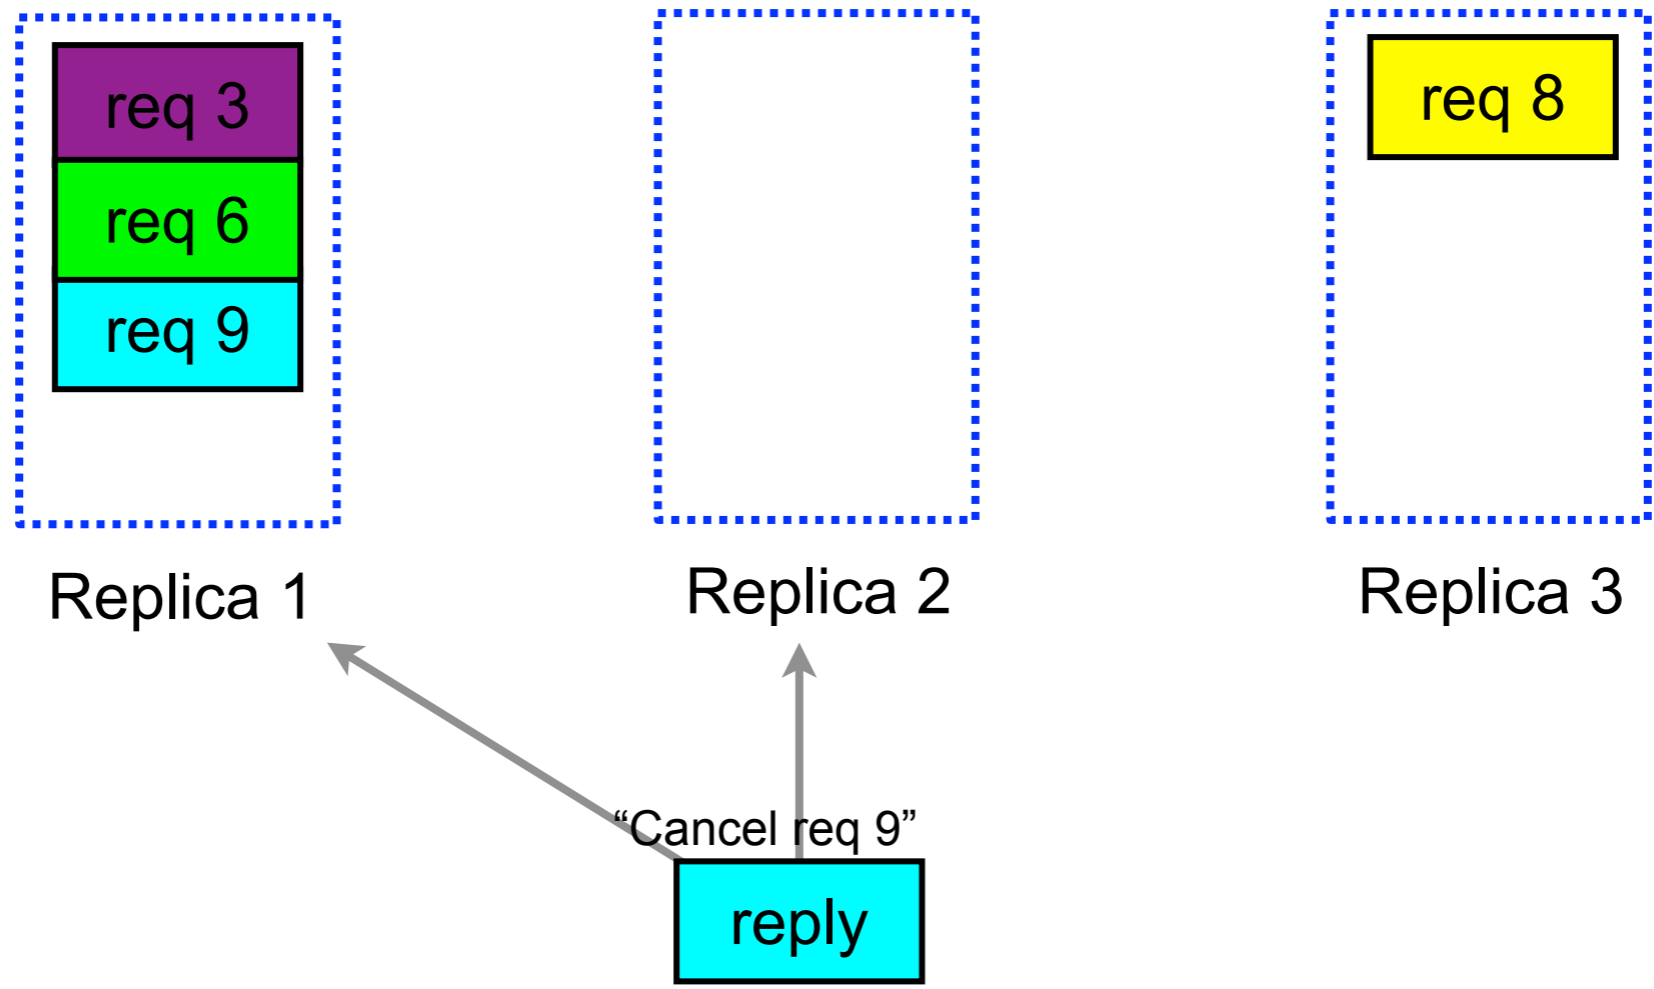 req 3
req 6
req 9
req 8
Replica 1
Replica 2
Replica 3
“Cancel req 9”
reply